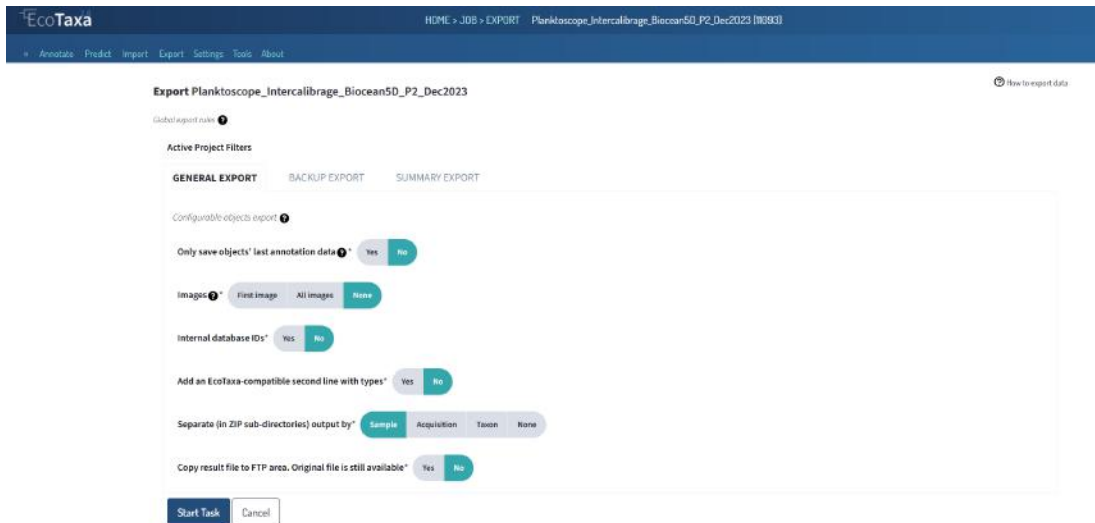 EcoTaxa
HOME > JOB > EXPORT Planktoscope_Intercalibrage_Biocean5D_P2_Dec2023 [11093]
Annotate Predict Import Export Settings Tools About
How to export data
Export Planktoscope_Intercalibrage_Biocean5D_P2_Dec2023
Global export rules
Active Project Filters
GENERAL EXPORT BACKUP EXPORT SUMMARY EXPORT
Configurable objects export
Only save objects' last annotation data * Yes No
Images * First image All images None
Internal database IDs* Yes No
Add an EcoTaxa-compatible second line with types* Yes No
Separate (in ZIP sub-directories) output by* Sample Acquisition Taxon None
Copy result file to FTP area. Original file is still available* Yes No
Start Task Cancel